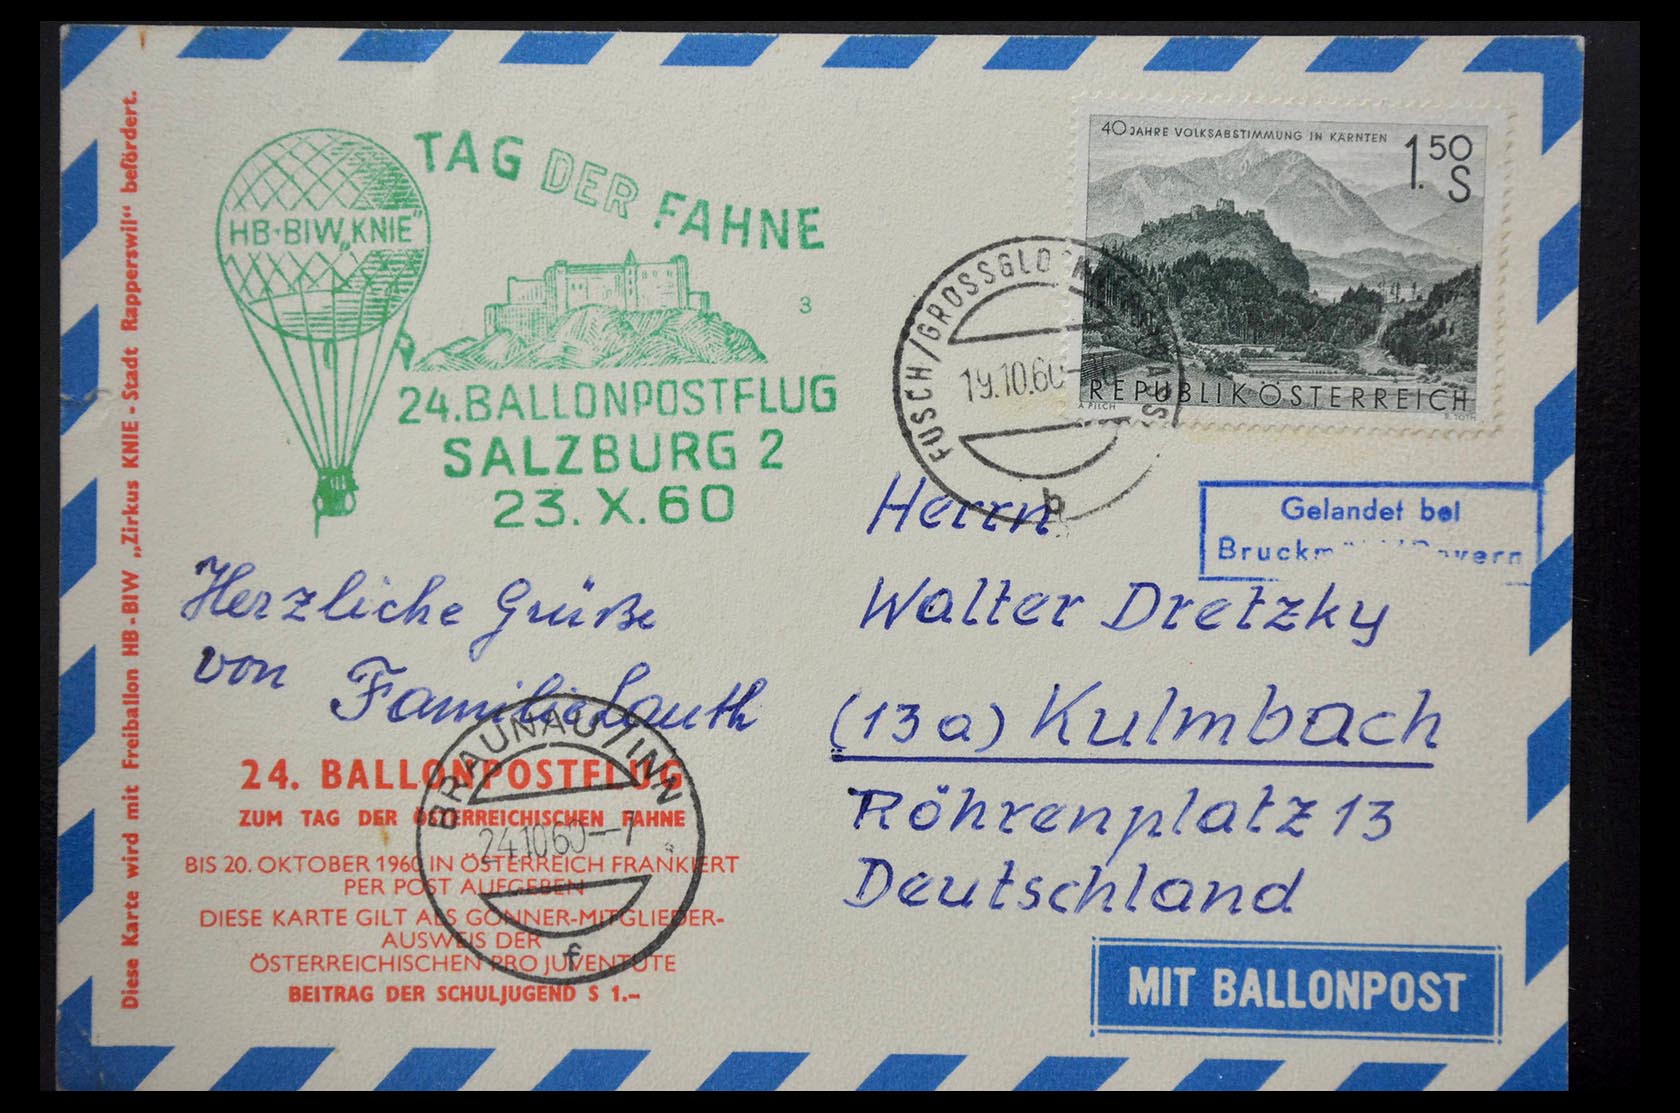 Diese Karte wird mit Freiballon HB-BIW „Zirkus KNIE-Stadt Rapperswil“ befördert.
HB-BIW „KNIE“
TAG DER FAHNE
3
24. BALLONPOSTFLUG
SALZBURG 2
23. X. 60
40 JAHRE VOLKSABSTIMMUNG IN KÄRNTEN
1.50
S
REPUBLIK ÖSTERREICH
A. PILCH
FUSCH/GROSSGLOCKNERSTRASSE
19.10.60
b
Gelandet bei
Herrn
Walter Dretzky
(13a) Kulmbach
Röhrenplatz 13
Deutschland
Herzliche Grüße
von Familie Lauth
BRAUNAU/INN
24.10.60--7
f
24. BALLONPOSTFLUG
ZUM TAG DER ÖSTERREICHISCHEN FAHNE
BIS 20. OKTOBER 1960 IN ÖSTERREICH FRANKIERT
PER POST AUFGEBEN
DIESE KARTE GILT ALS GÖNNER-MITGLIEDER-
AUSWEIS DER
ÖSTERREICHISCHEN PRO JUVENTUTE
BEITRAG DER SCHULJUGEND S 1.-
MIT BALLONPOST